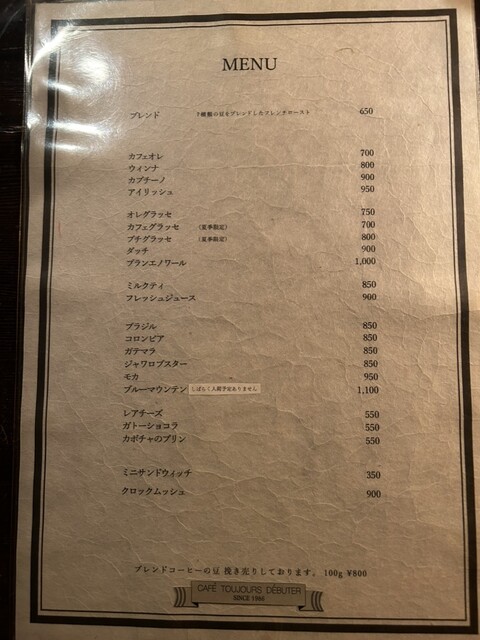 MENU
ブレンド 7種類の豆をブレンドしたフレンチロースト 650
カフェオレ 700
ウィンナ 800
カプチーノ 900
アイリッシュ 950
オレグラッセ 750
カフェグラッセ (夏季限定) 700
プチグラッセ (夏季限定) 800
ダッチ 900
ブランエノワール 1,000
ミルクティ 850
フレッシュジュース 900
ブラジル 850
コロンビア 850
ガテマラ 850
ジャワロブスター 850
モカ 950
ブルーマウンテン しばらく入荷予定ありません 1,100
レアチーズ 550
ガトーショコラ 550
カボチャのプリン 550
ミニサンドウィッチ 350
クロックムッシュ 900
ブレンドコーヒーの豆 挽き売りしております。 100g ¥800
CAFÉ TOUJOURS DÉBUTER
SINCE 1980